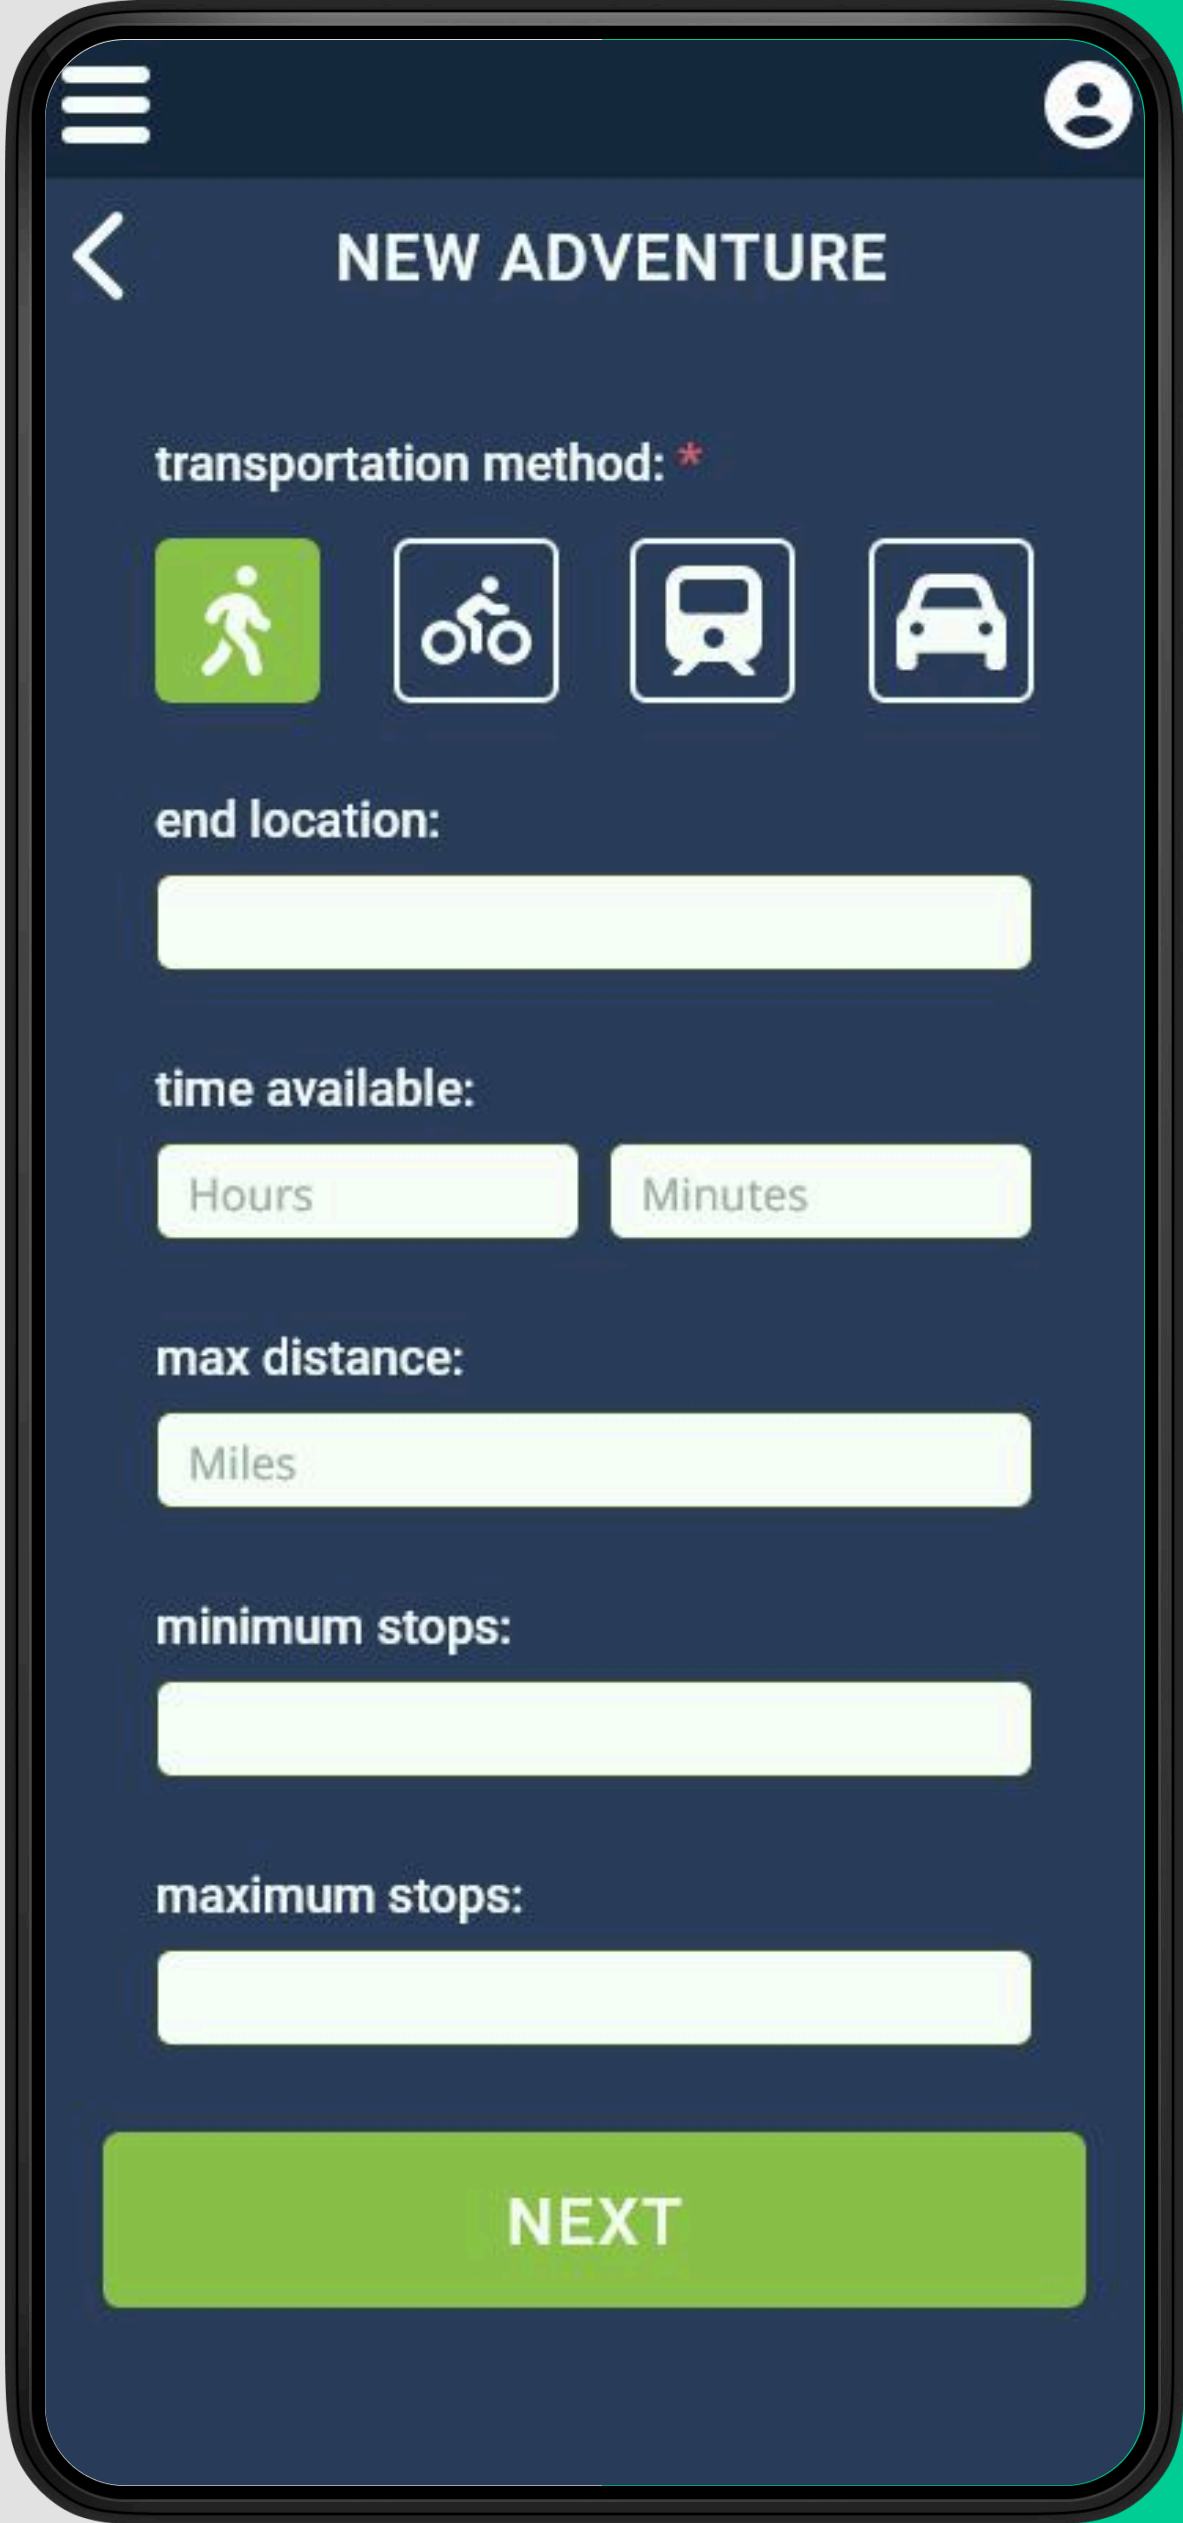 NEW ADVENTURE
transportation method: *
end location:
time available:
Hours Minutes
max distance:
Miles
minimum stops:
maximum stops:
NEXT